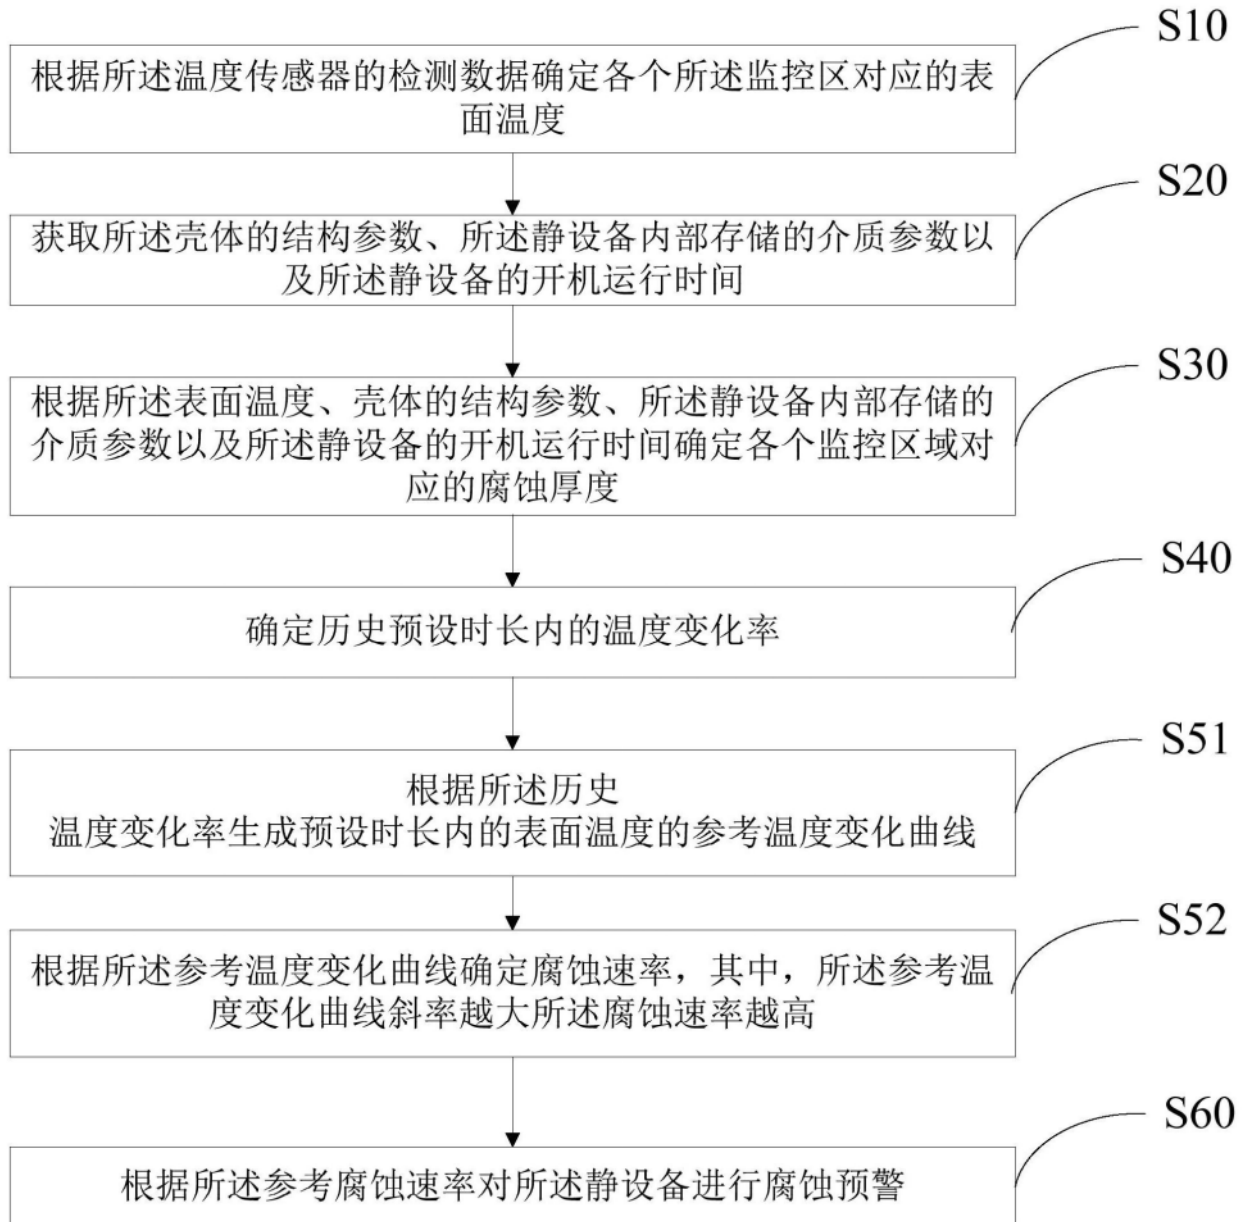 S10
根据所述温度传感器的检测数据确定各个所述监控区对应的表
面温度
S20
获取所述壳体的结构参数、所述静设备内部存储的介质参数以
及所述静设备的开机运行时间
S30
根据所述表面温度、壳体的结构参数、所述静设备内部存储的
介质参数以及所述静设备的开机运行时间确定各个监控区域对
应的腐蚀厚度
S40
确定历史预设时长内的温度变化率
S51
根据所述历史
温度变化率生成预设时长内的表面温度的参考温度变化曲线
S52
根据所述参考温度变化曲线确定腐蚀速率，其中，所述参考温
度变化曲线斜率越大所述腐蚀速率越高
S60
根据所述参考腐蚀速率对所述静设备进行腐蚀预警